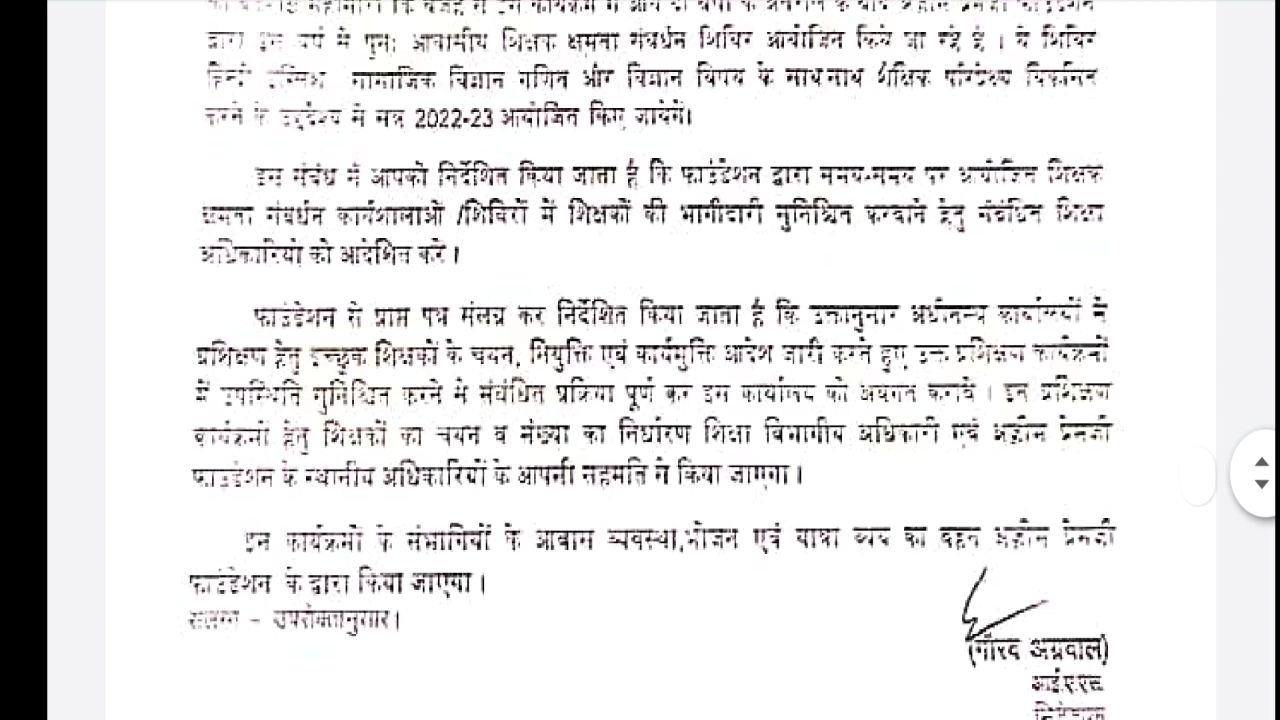 द्वारा इस वर्ष में पुनः आवासीय शिक्षक क्षमता संवर्धन शिविर आयोजित किये जा रहे है । ये शिविर
हिन्दी सामाजिक विज्ञान गणित और विज्ञान विषय के साथ साथ शैक्षिक परिप्रेक्ष्य विकसित
करने के उद्देश्य में सत्र 2022-23 आयोजित किए जायेगें।
इस संबंध में आपको निर्देशित किया जाता है कि फाउंडेशन द्वारा समय-समय पर आयोजित शिक्षक
क्षमता संवर्धन कार्यशालाओं /शिविरों में शिक्षकों की भागीदारी सुनिश्चित करवाने हेतु संबंधित शिक्षा
अधिकारियो को आदेशित करें ।
फाउंडेशन से प्राप्त पत्र संलग्न कर निर्देशित किया जाता है कि उक्तानुसार अधीनस्थ कार्यालयों में
प्रशिक्षण हेतु इच्छुक शिक्षकों के चयन, नियुक्ति एवं कार्यमुक्ति आदेश जारी करते हुए उक्त प्रशिक्षण कार्यक्रमों
में उपस्थिति सुनिश्चित करने में संबंधित प्रक्रिया पूर्ण कर इस कार्यालय को अवगत करावें । इन प्रशिक्षण
कार्यक्रमों हेतु शिक्षकों का चयन व संख्या का निर्धारण शिक्षा विभागीय अधिकारी एवं अज़ीम प्रेमजी
फाउंडेशन के स्थानीय अधिकारियों के आपसी सहमति से किया जाएगा ।
इन कार्यक्रमों के संभागियों के आवास व्यवस्था,भोजन एवं यात्रा व्यय का वहन अज़ीम प्रेमजी
फाउंडेशन के द्वारा किया जाएगा ।
संलग्न - उपरोक्तानुसार।
(गौरव अग्रवाल)
आईएएस